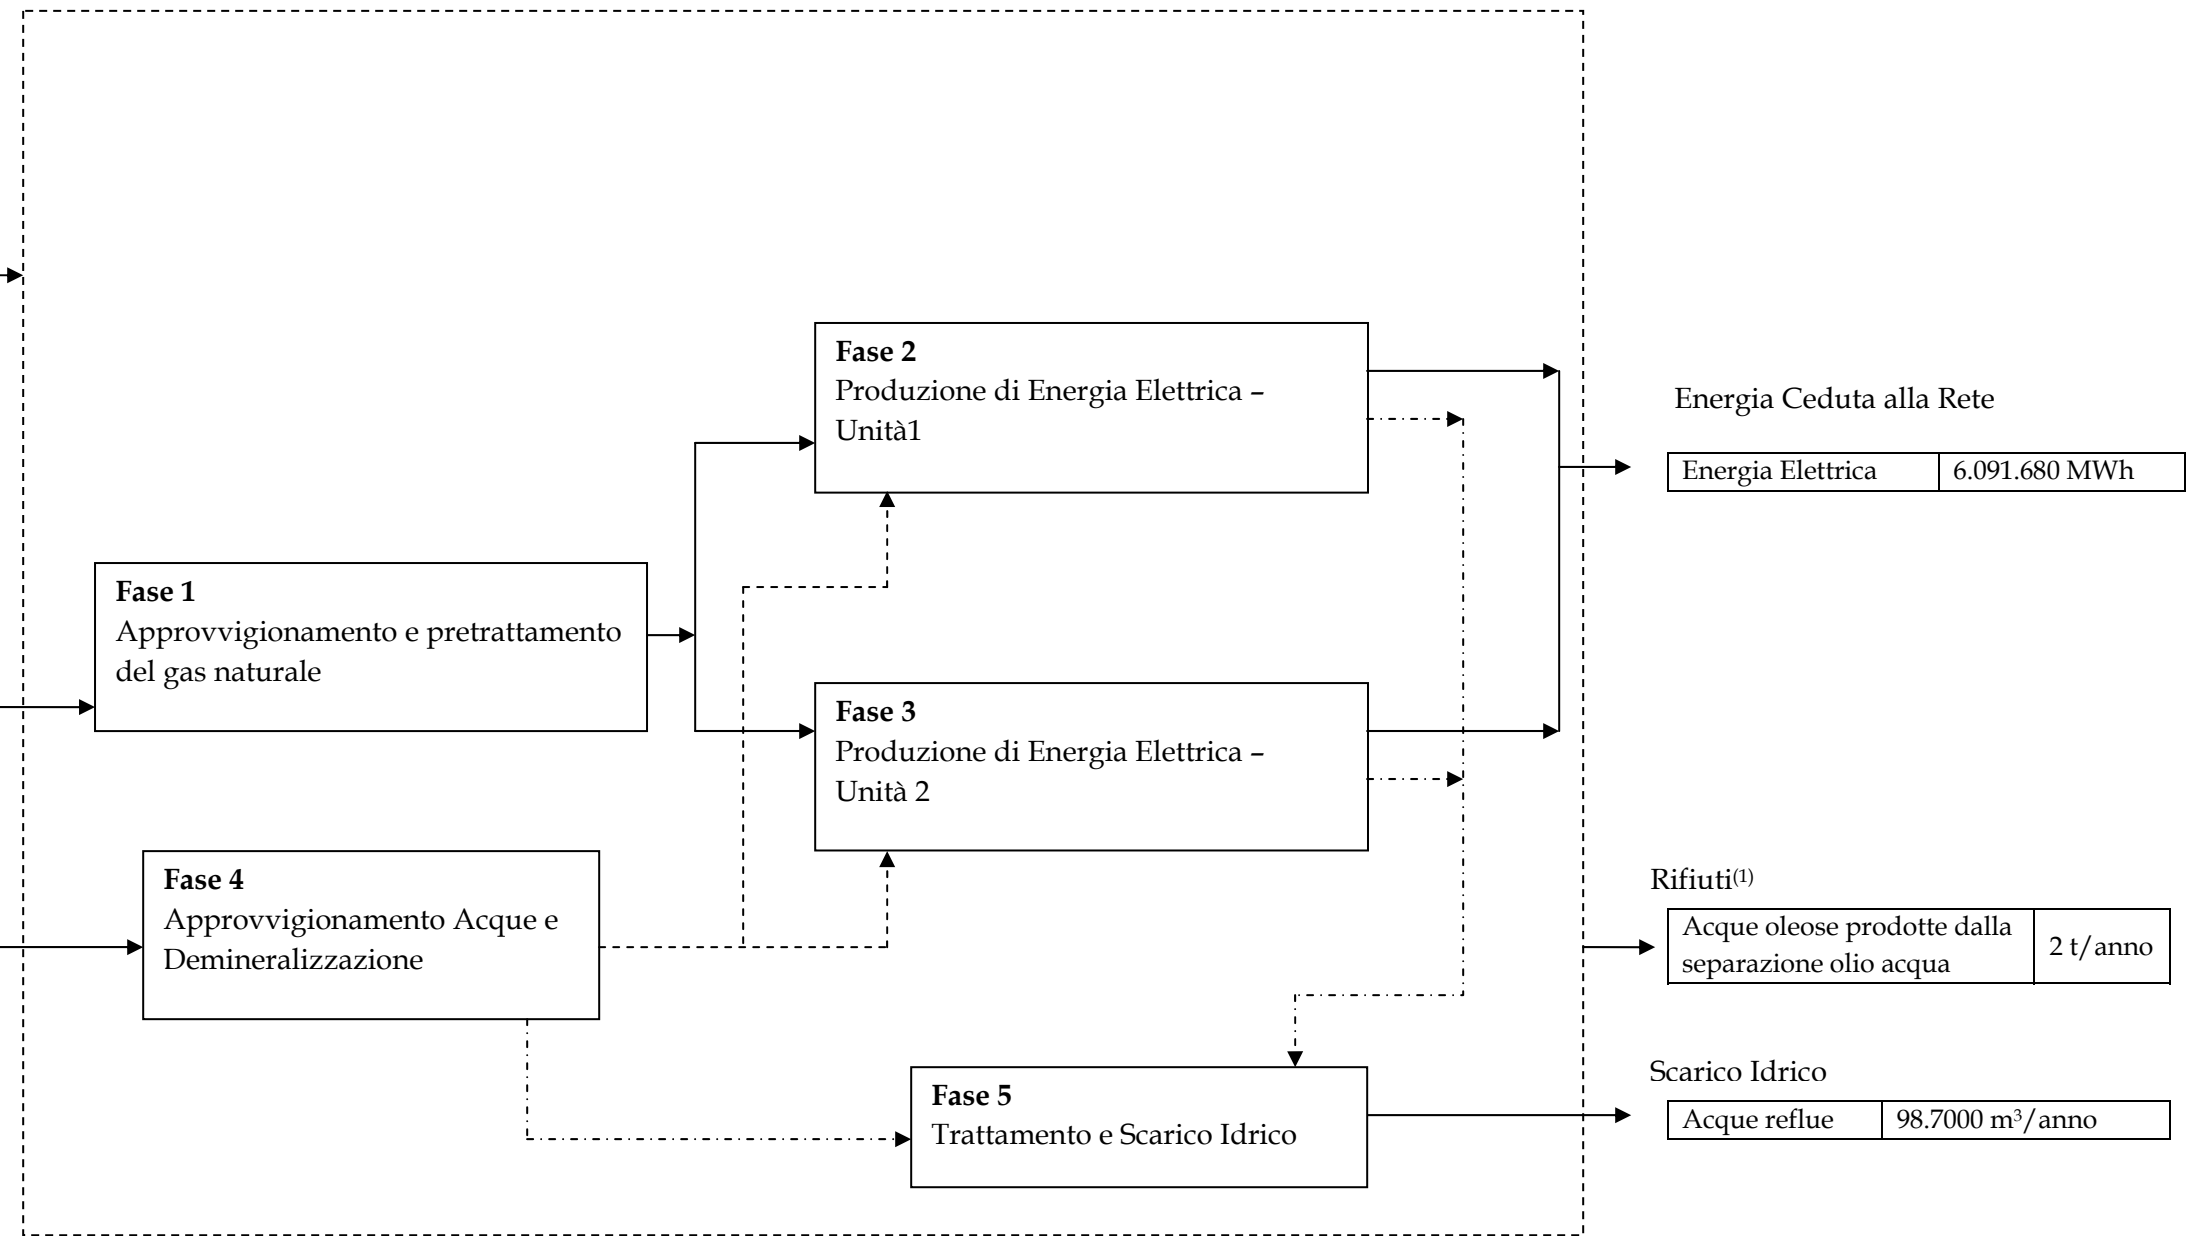 Fase 2
Produzione di Energia Elettrica –
Unità1
Energia Ceduta alla Rete
Energia Elettrica 6.091.680 MWh
Fase 1
Approvvigionamento e pretrattamento
del gas naturale
Fase 3
Produzione di Energia Elettrica –
Unità 2
Fase 4
Approvvigionamento Acque e
Demineralizzazione
Rifiuti(1)
Acque oleose prodotte dalla
separazione olio acqua
2 t/anno
Fase 5
Trattamento e Scarico Idrico
Scarico Idrico
Acque reflue 98.7000 m³/anno